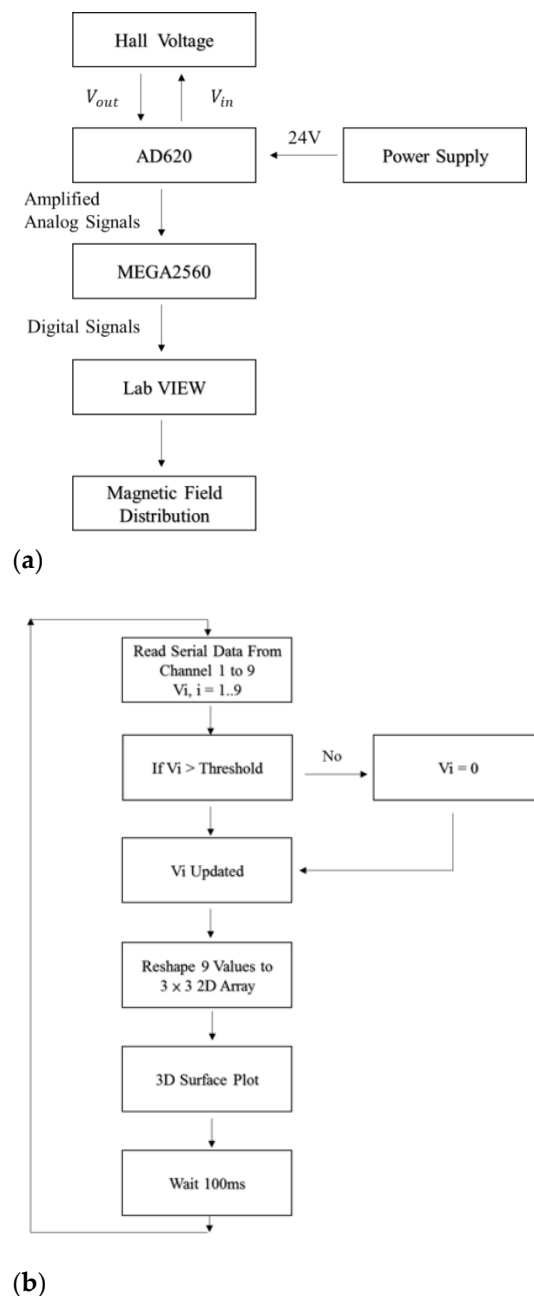 Hall Voltage
V_out V_in
24V
AD620 Power Supply
Amplified
Analog Signals
MEGA2560
Digital Signals
Lab VIEW
Magnetic Field
Distribution
(a)
Read Serial Data From
Channel 1 to 9
Vi, i = 1..9
If Vi > Threshold
No
Vi = 0
Vi Updated
Reshape 9 Values to
3 × 3 2D Array
3D Surface Plot
Wait 100ms
(b)